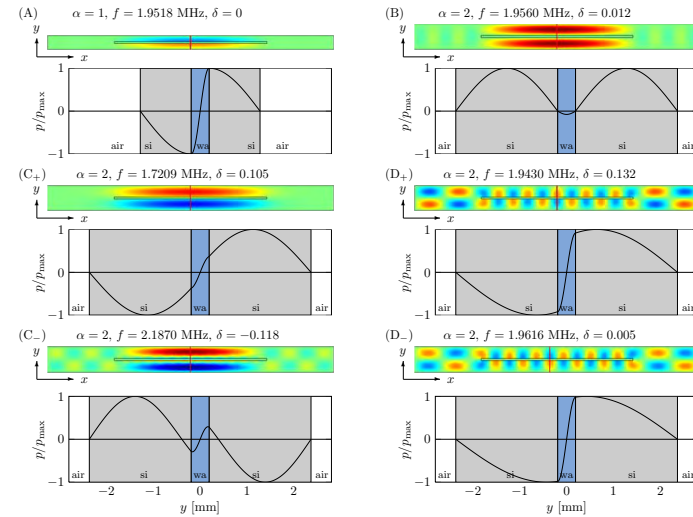 (A) α = 1, f = 1.9518 MHz, δ = 0
y
x
p/pmax
1
0
−1
air si wa air
(B) α = 2, f = 1.9560 MHz, δ = 0.012
y
x
p/pmax
1
0
−1
air si wa si air
(C+) α = 2, f = 1.7209 MHz, δ = 0.105
y
x
p/pmax
1
0
−1
air si wa si air
(D+) α = 2, f = 1.9430 MHz, δ = 0.132
y
x
p/pmax
1
0
−1
air si wa si air
(C−) α = 2, f = 2.1870 MHz, δ = −0.118
y
x
p/pmax
1
0
−1
air si wa si air
−2 −1 0 1 2
y [mm]
(D−) α = 2, f = 1.9616 MHz, δ = 0.005
y
x
p/pmax
1
0
−1
air si wa si air
−2 −1 0 1 2
y [mm]